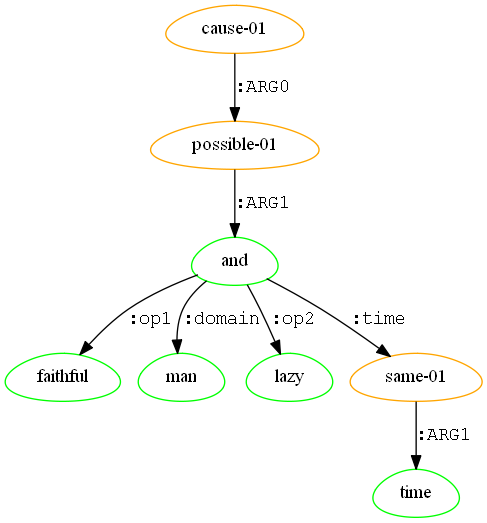 cause-01
:ARG0
possible-01
:ARG1
and
:op1 :domain :op2 :time
faithful man lazy same-01
:ARG1
time